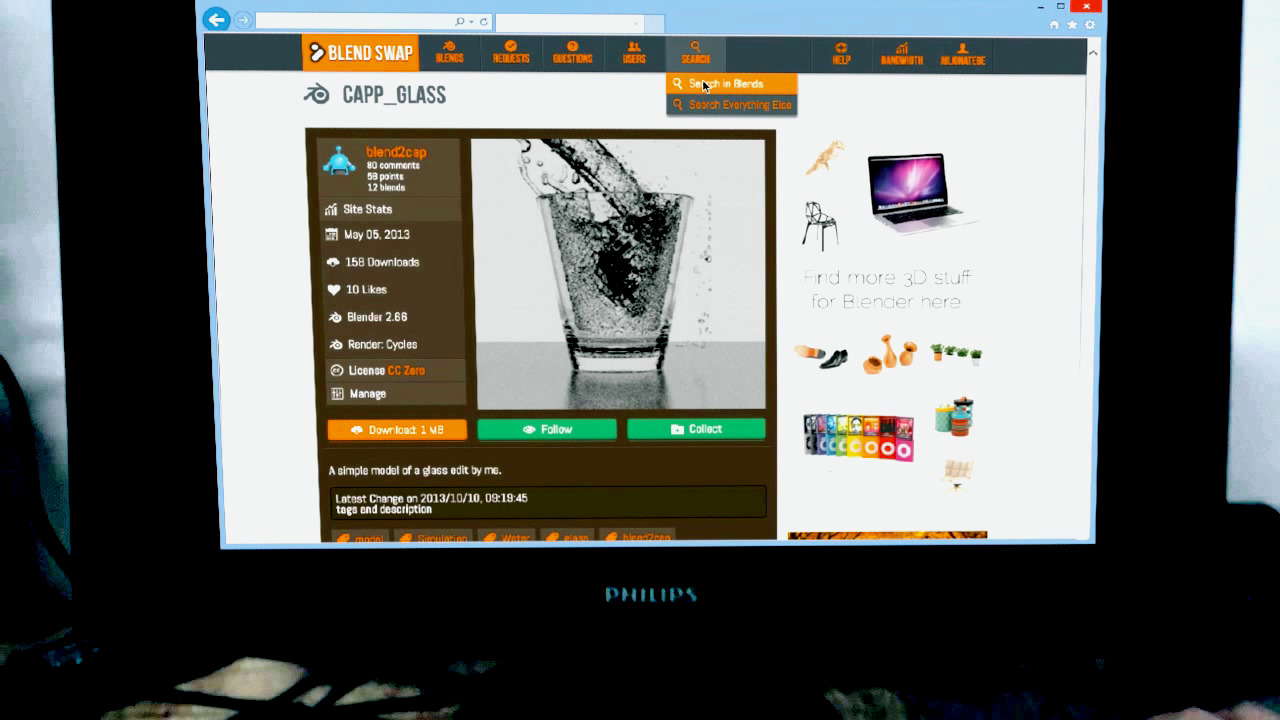 BLEND SWAP
BLENDS
REQUESTS
QUESTIONS
USERS
SEARCH
HELP
BANDWIDTH
Search in Blends
Search Everything Else
CAPP_GLASS
blend2cap
80 comments
58 points
12 blends
Site Stats
May 05, 2013
158 Downloads
10 Likes
Blender 2.66
Render: Cycles
License CC Zero
Manage
Download: 1 MB
Follow
Collect
A simple model of a glass edit by me.
Latest Change on 2013/10/10, 09:19:45
tags and description
model
Simulation
Water
glass
blend2cap
Find more 3D stuff
for Blender here
PHILIPS